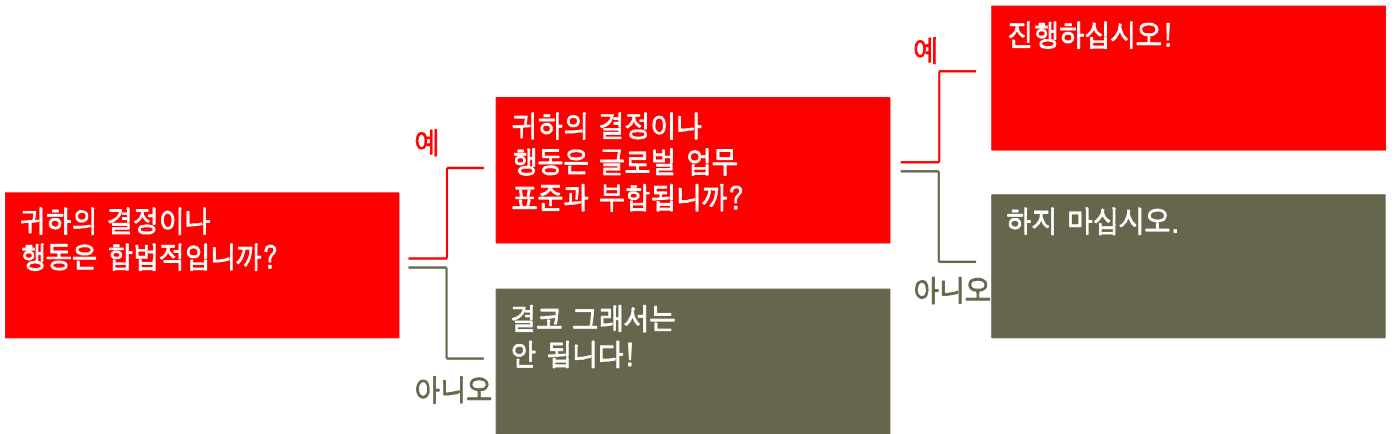 귀하의 결정이나
행동은 합법적입니까?
예
아니오
귀하의 결정이나
행동은 글로벌 업무
표준과 부합됩니까?
결코 그래서는
안 됩니다!
예
아니오
진행하십시오!
하지 마십시오.